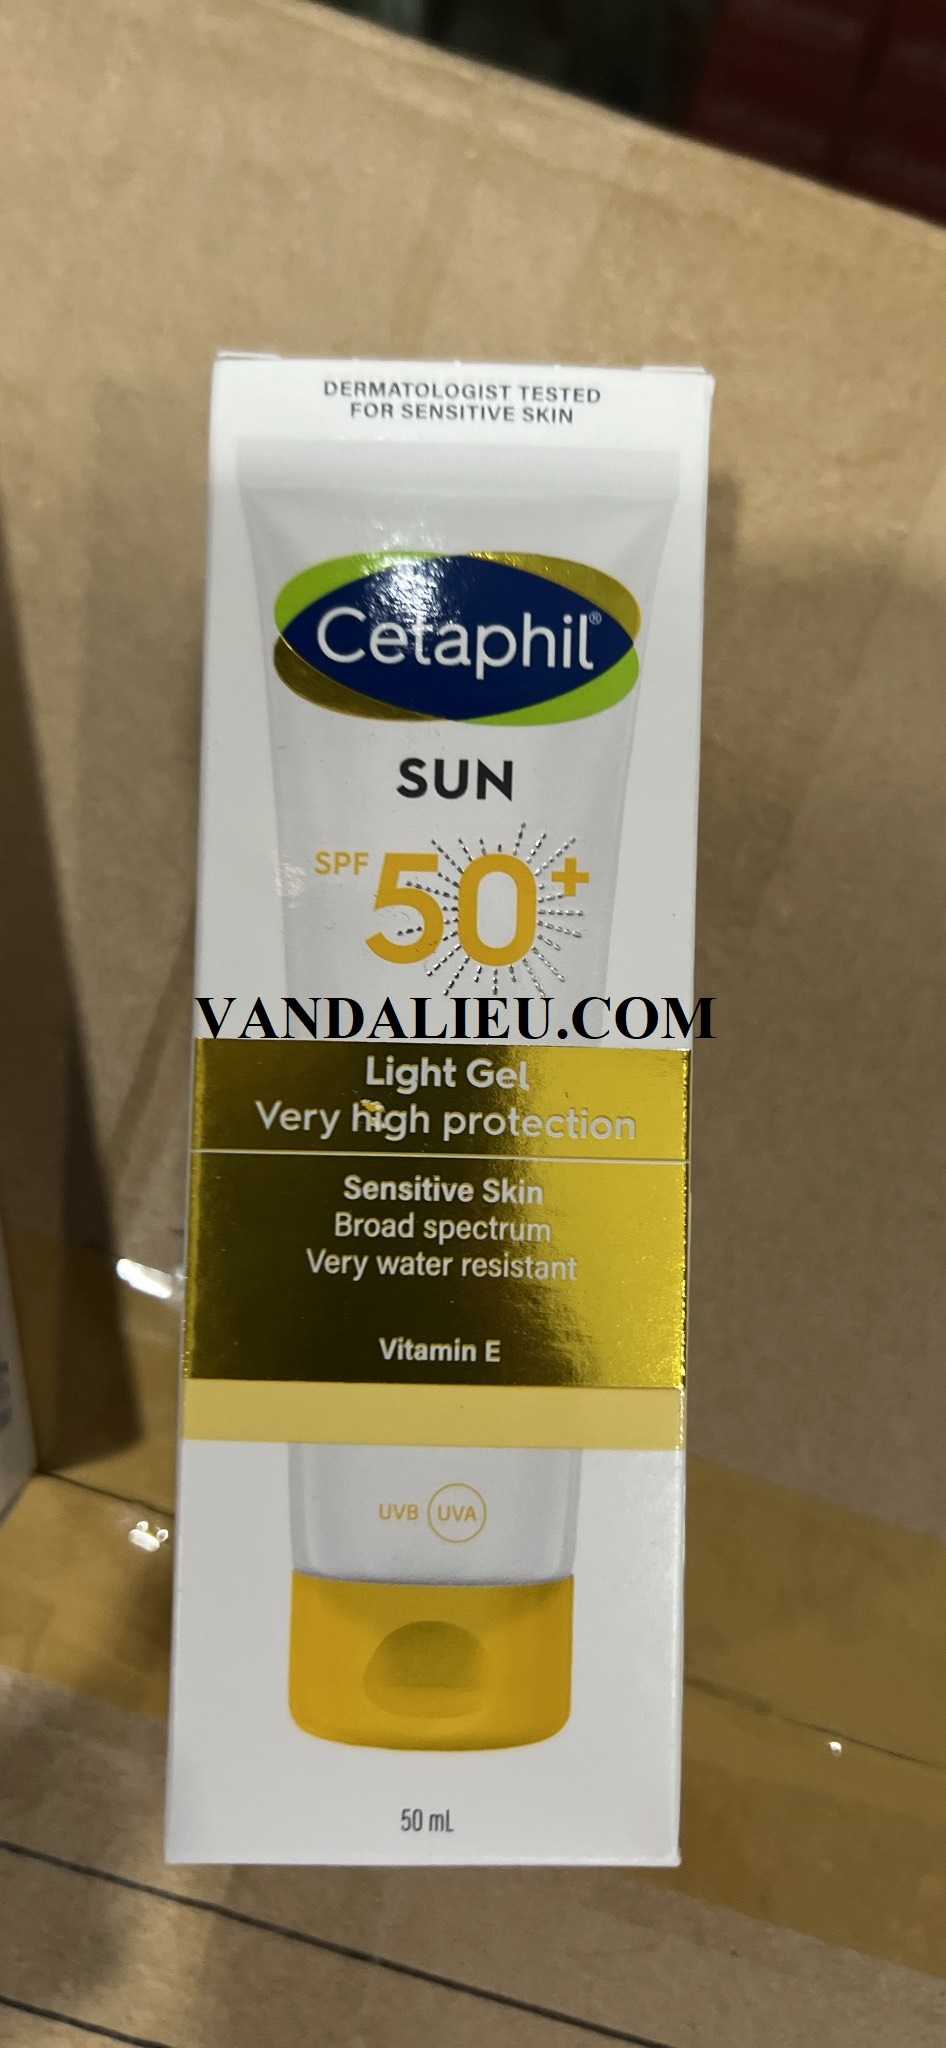 DERMATOLOGIST TESTED
FOR SENSITIVE SKIN
Cetaphil®
SUN
SPF 50+
VANDALIEU.COM
Light Gel
Very high protection
Sensitive Skin
Broad spectrum
Very water resistant
Vitamin E
UVB UVA
50 mL